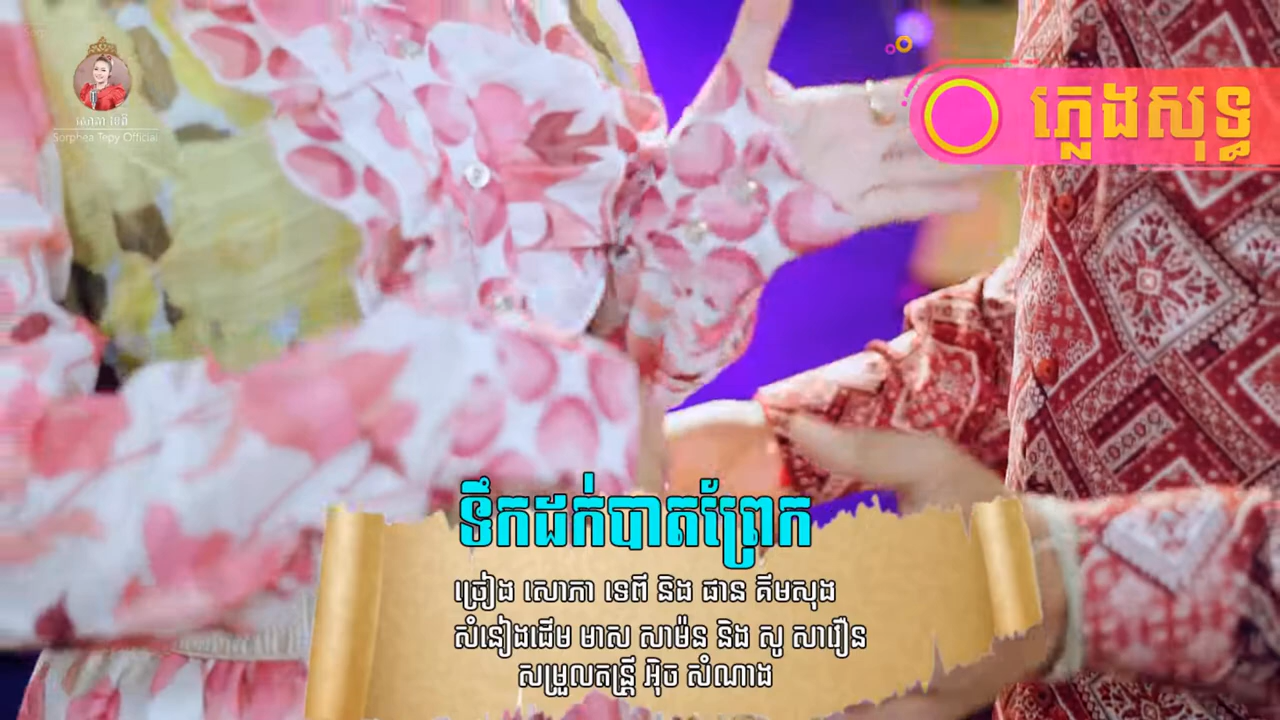 សោភា ទៃពី
Sorphea Tepy Official
ភ្លេងសុទ្ធ
ទឹកដក់បាតព្រែក
ច្រៀង សោភា ទេពី និង ផាន គីមសុង
សំនៀងដើម មាស សាម៉ន និង សូ សាវឿន
សម្រួលតន្រ្តី អ៊ិច សំណាង